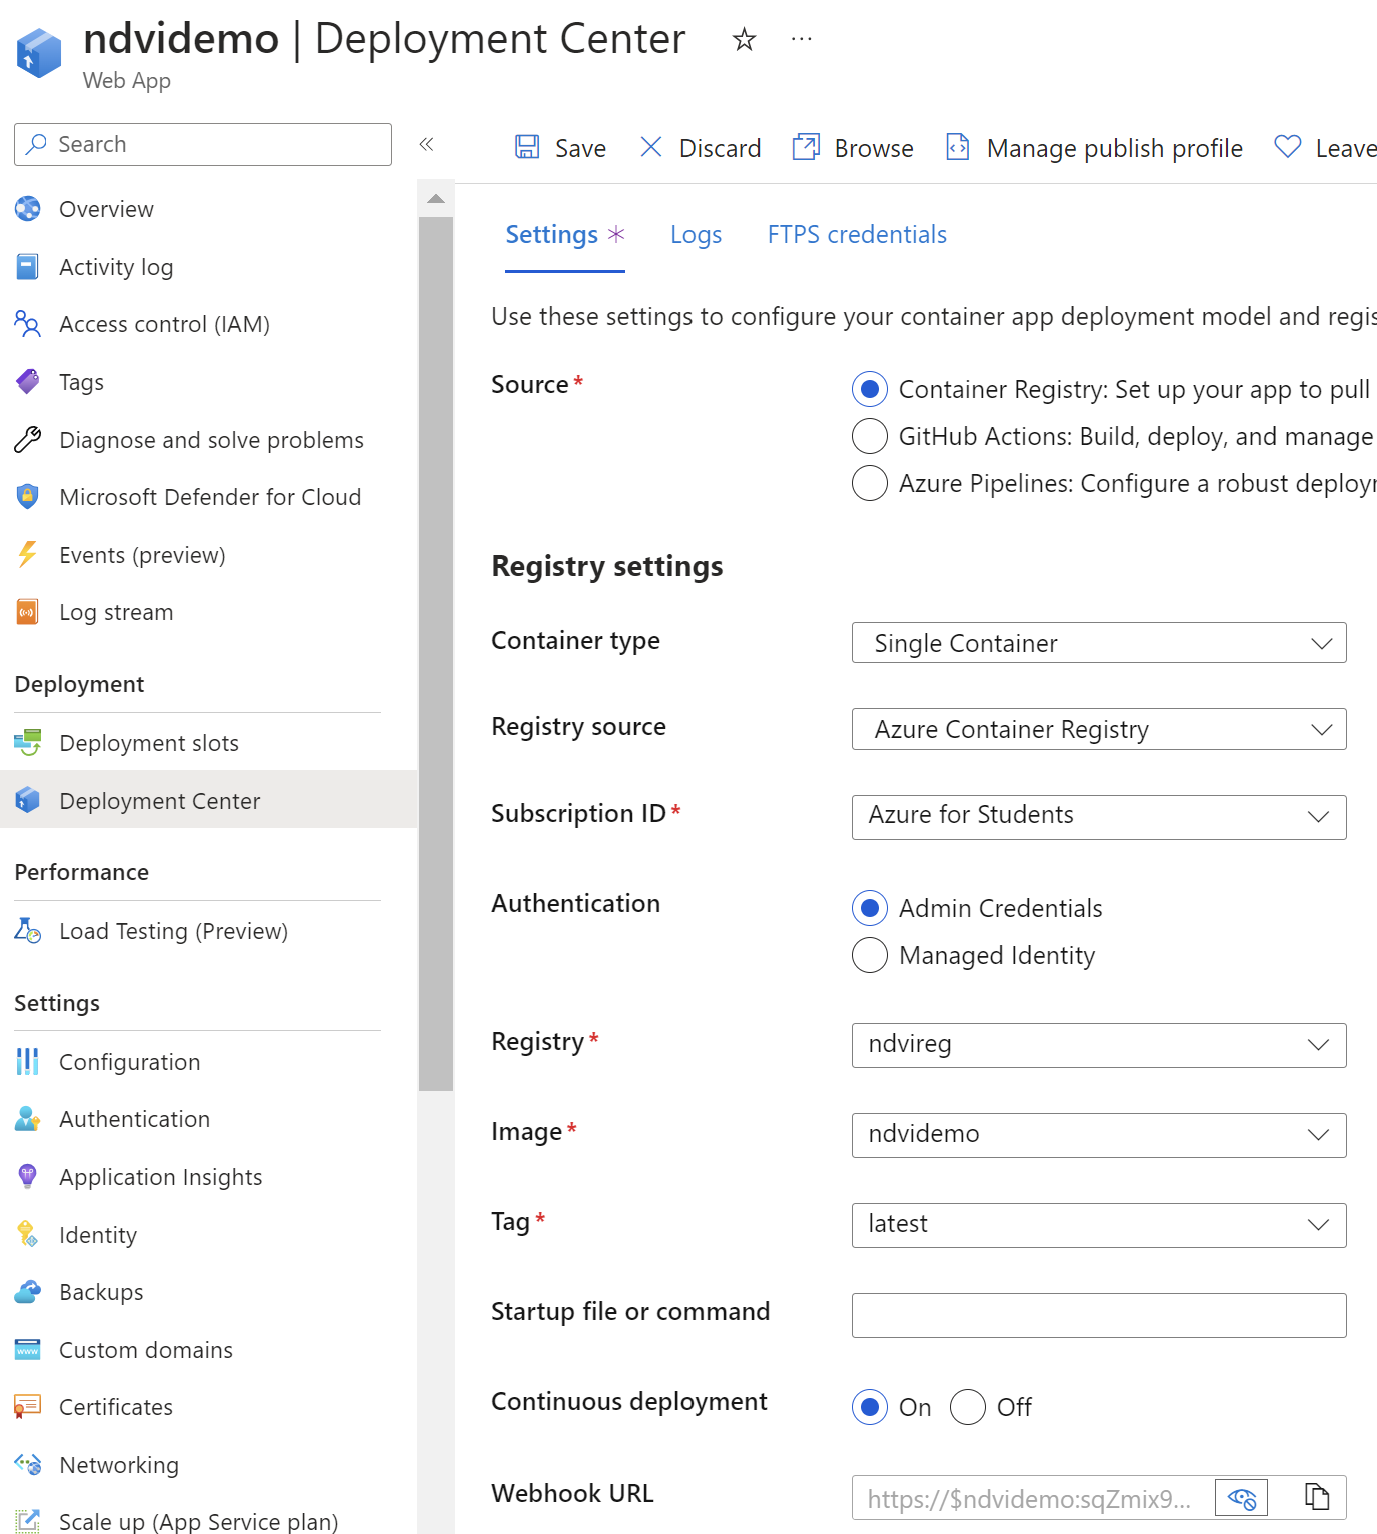 ndvidemo | Deployment Center
Web App
Search
Save
Discard
Browse
Manage publish profile
Leave
Overview
Activity log
Access control (IAM)
Tags
Diagnose and solve problems
Microsoft Defender for Cloud
Events (preview)
Log stream
Deployment
Deployment slots
Deployment Center
Performance
Load Testing (Preview)
Settings
Configuration
Authentication
Application Insights
Identity
Backups
Custom domains
Certificates
Networking
Scale up (App Service plan)
Settings *
Logs
FTPS credentials
Use these settings to configure your container app deployment model and regis
Source *
Container Registry: Set up your app to pull
GitHub Actions: Build, deploy, and manage
Azure Pipelines: Configure a robust deploy
Registry settings
Container type
Single Container
Registry source
Azure Container Registry
Subscription ID *
Azure for Students
Authentication
Admin Credentials
Managed Identity
Registry *
ndvireg
Image *
ndvidemo
Tag *
latest
Startup file or command
Continuous deployment
On
Off
Webhook URL
https://$ndvidemo:sqZmix9...